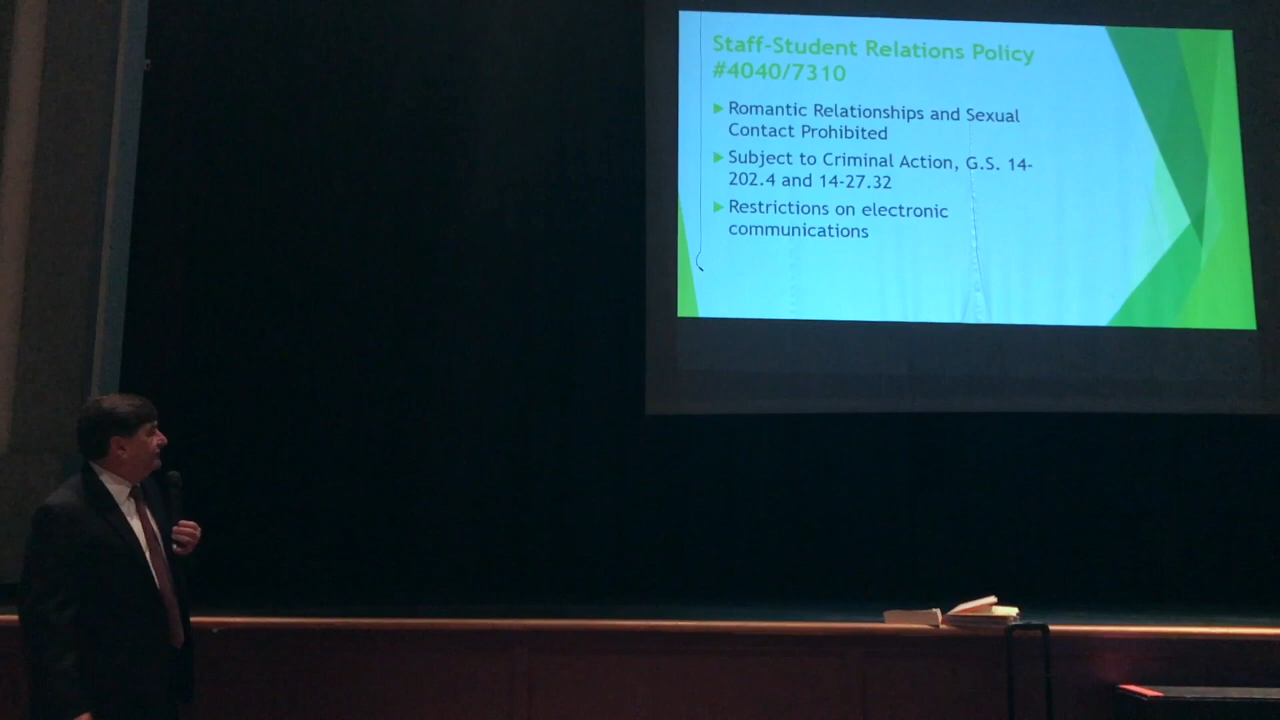 Staff-Student Relations Policy
#4040/7310
Romantic Relationships and Sexual
Contact Prohibited
Subject to Criminal Action, G.S. 14-
202.4 and 14-27.32
Restrictions on electronic
communications